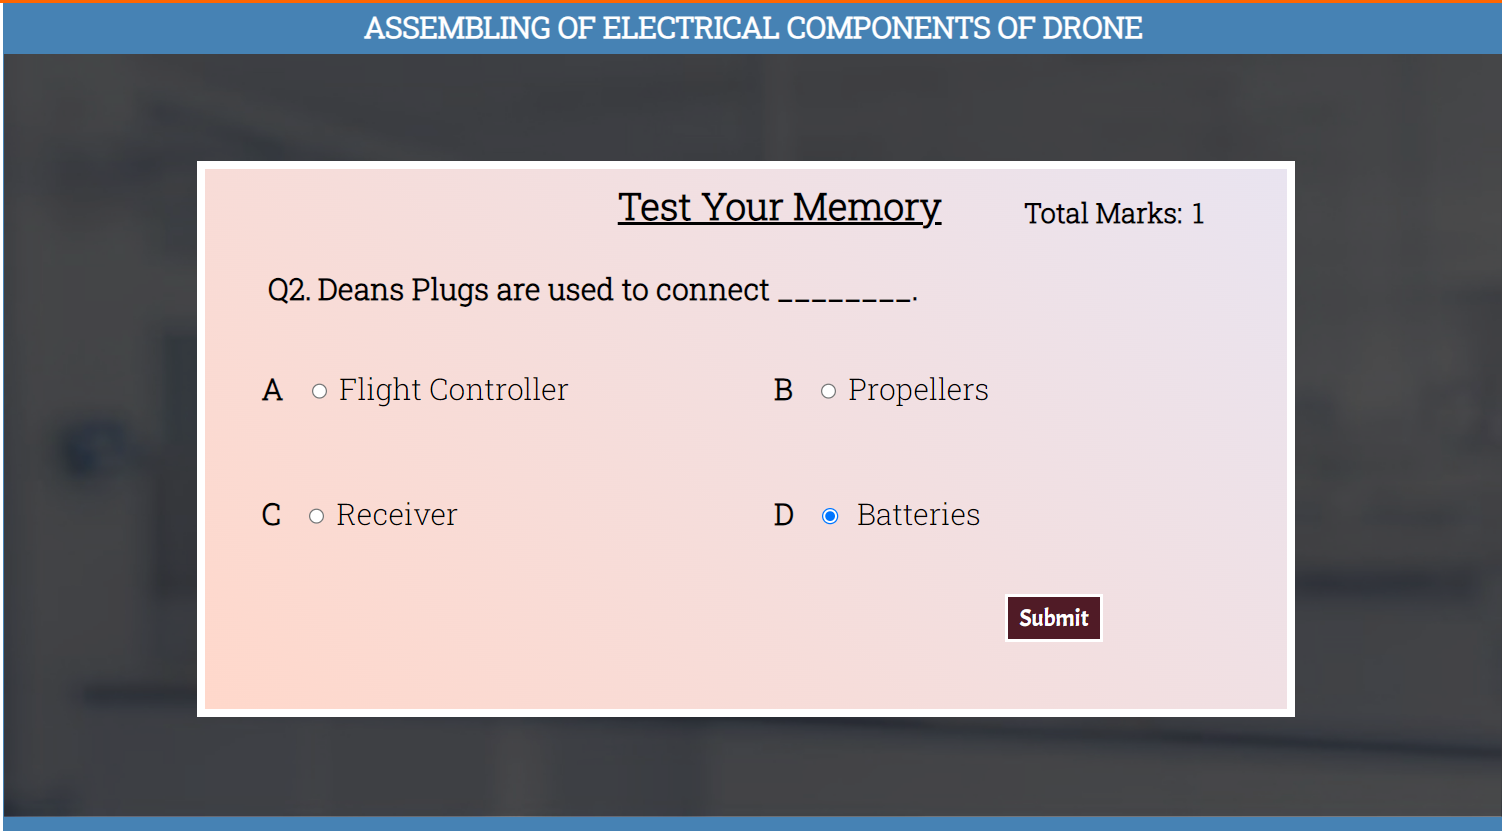 ASSEMBLING OF ELECTRICAL COMPONENTS OF DRONE
Test Your Memory
Total Marks: 1
Q2. Deans Plugs are used to connect ________.
A Flight Controller
B Propellers
C Receiver
D Batteries
Submit